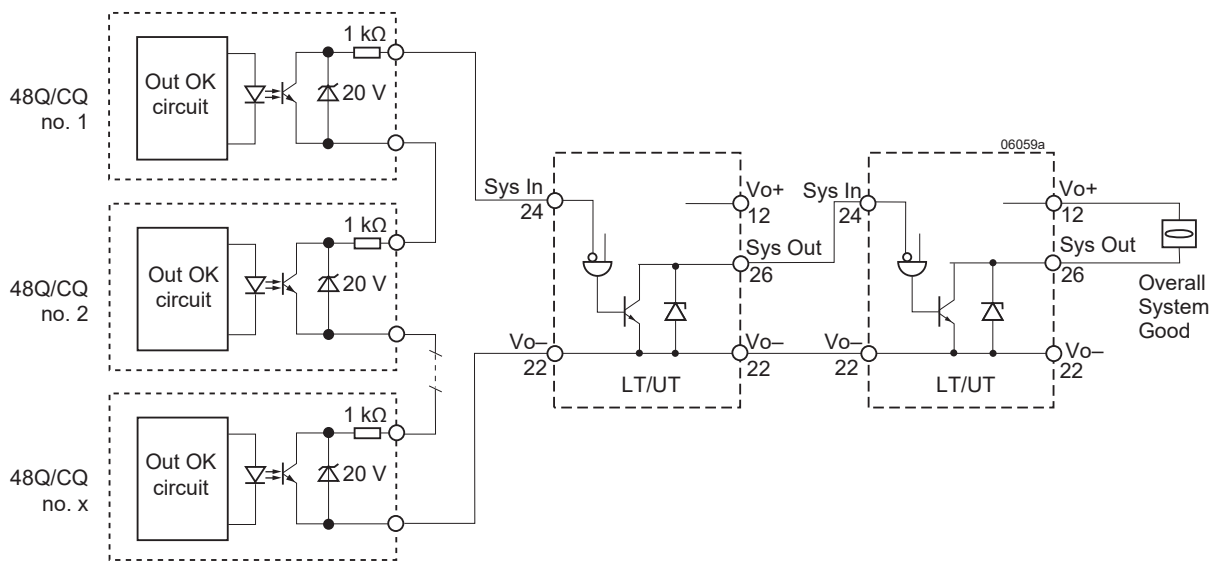 48Q/CQ
no. 1
Out OK
circuit
1 kΩ
20 V
48Q/CQ
no. 2
Out OK
circuit
1 kΩ
20 V
48Q/CQ
no. x
Out OK
circuit
1 kΩ
20 V
Sys In
24
Vo–
22
LT/UT
Vo+
12
Sys Out
26
Vo–
22
06059a
Sys In
24
Vo–
22
LT/UT
Vo+
12
Sys Out
26
Vo–
22
Overall
System
Good